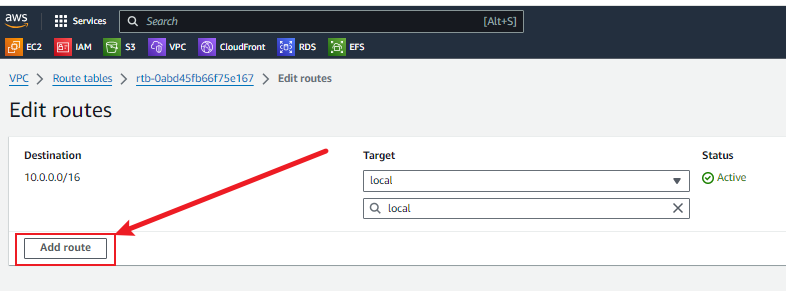 aws Services Search [Alt+S]
EC2 IAM S3 VPC CloudFront RDS EFS
VPC > Route tables > rtb-0abd45fb66f75e167 > Edit routes
Edit routes
Destination Target Status
10.0.0.0/16 local Active
local
Add route